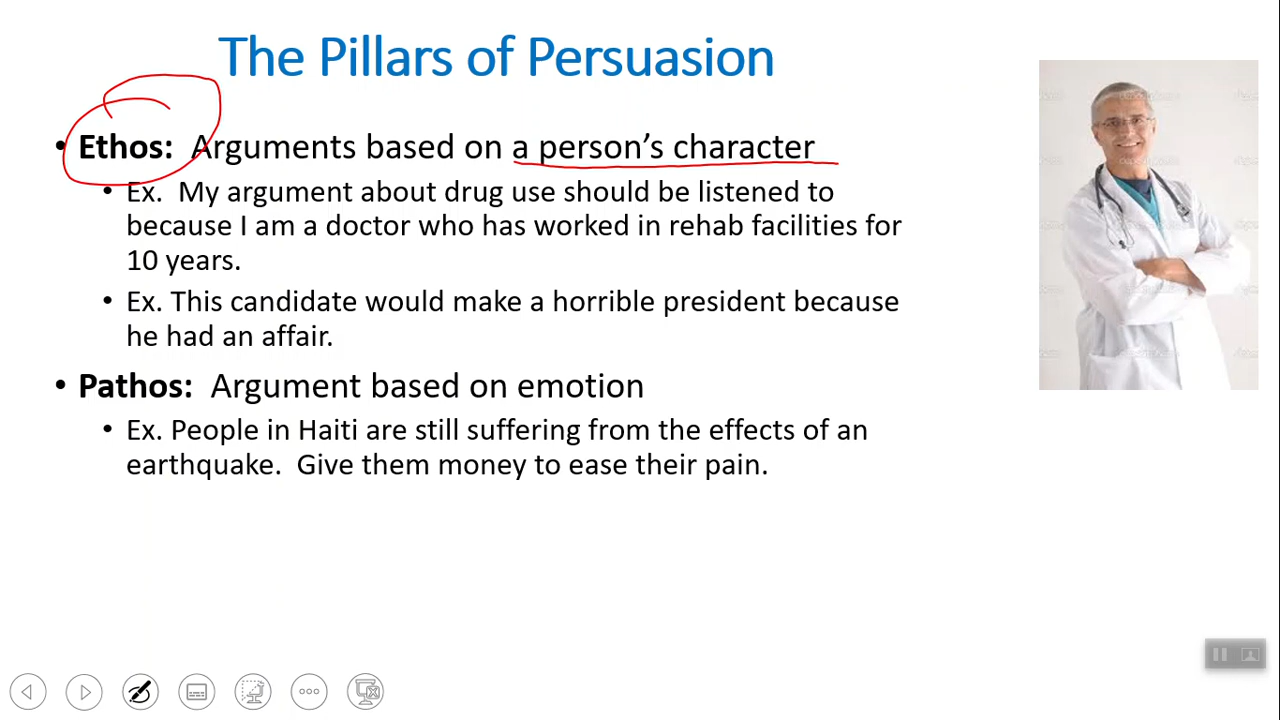 The Pillars of Persuasion
• Ethos: Arguments based on a person's character
• Ex. My argument about drug use should be listened to
because I am a doctor who has worked in rehab facilities for
10 years.
• Ex. This candidate would make a horrible president because
he had an affair.
• Pathos: Argument based on emotion
• Ex. People in Haiti are still suffering from the effects of an
earthquake. Give them money to ease their pain.